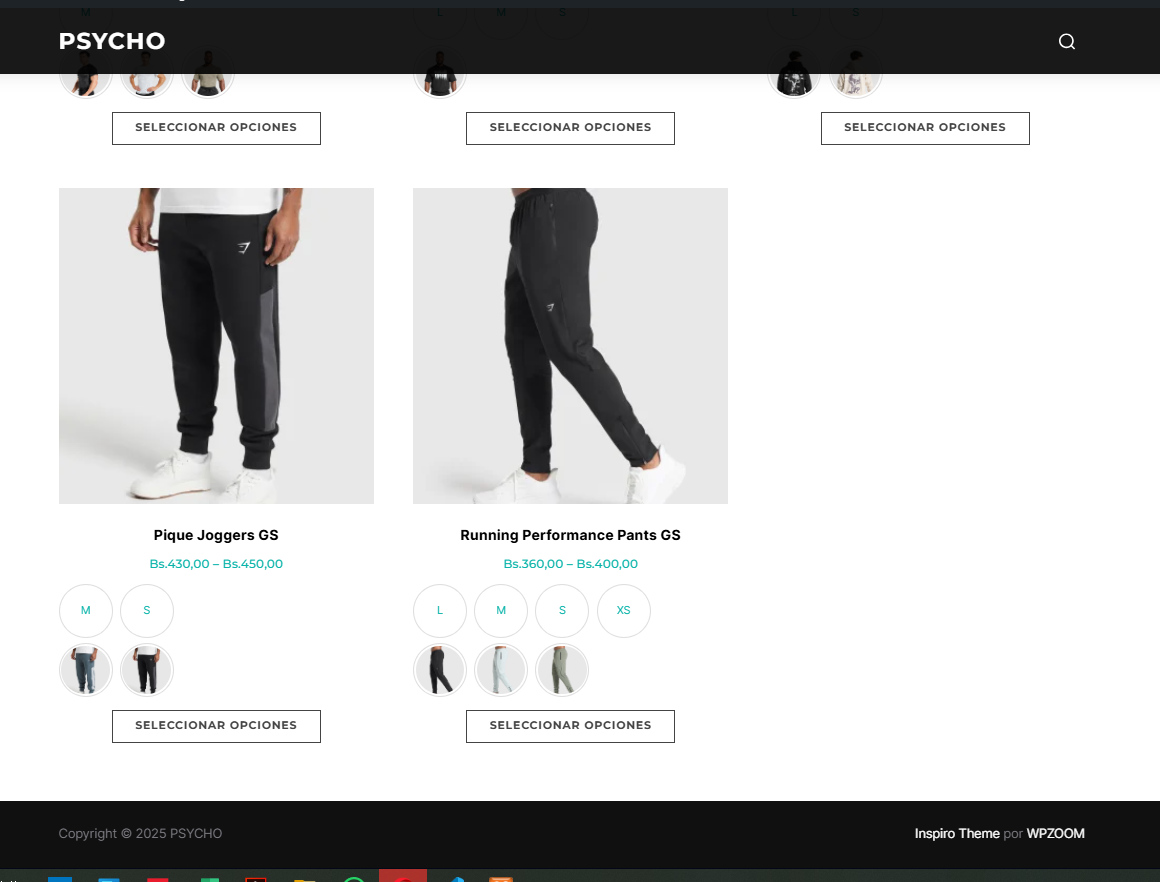 M
L
M
S
L
S
PSYCHO
SELECCIONAR OPCIONES
SELECCIONAR OPCIONES
SELECCIONAR OPCIONES
Pique Joggers GS
Running Performance Pants GS
Bs.430,00 – Bs.450,00
Bs.360,00 – Bs.400,00
M
S
L
M
S
XS
SELECCIONAR OPCIONES
SELECCIONAR OPCIONES
Copyright © 2025 PSYCHO
Inspiro Theme por WPZOOM